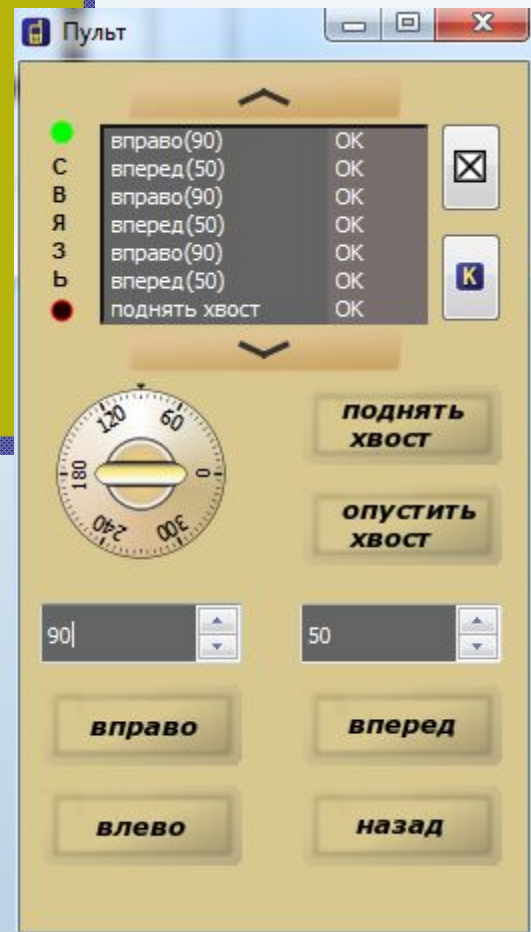 Пульт
вправо(90) OK
вперед(50) OK
вправо(90) OK
вперед(50) OK
вправо(90) OK
вперед(50) OK
поднять хвост OK
С
В
Я
З
Ь
K
120 60
180 0
240 300
поднять
хвост
опустить
хвост
90 50
вправо вперед
влево назад